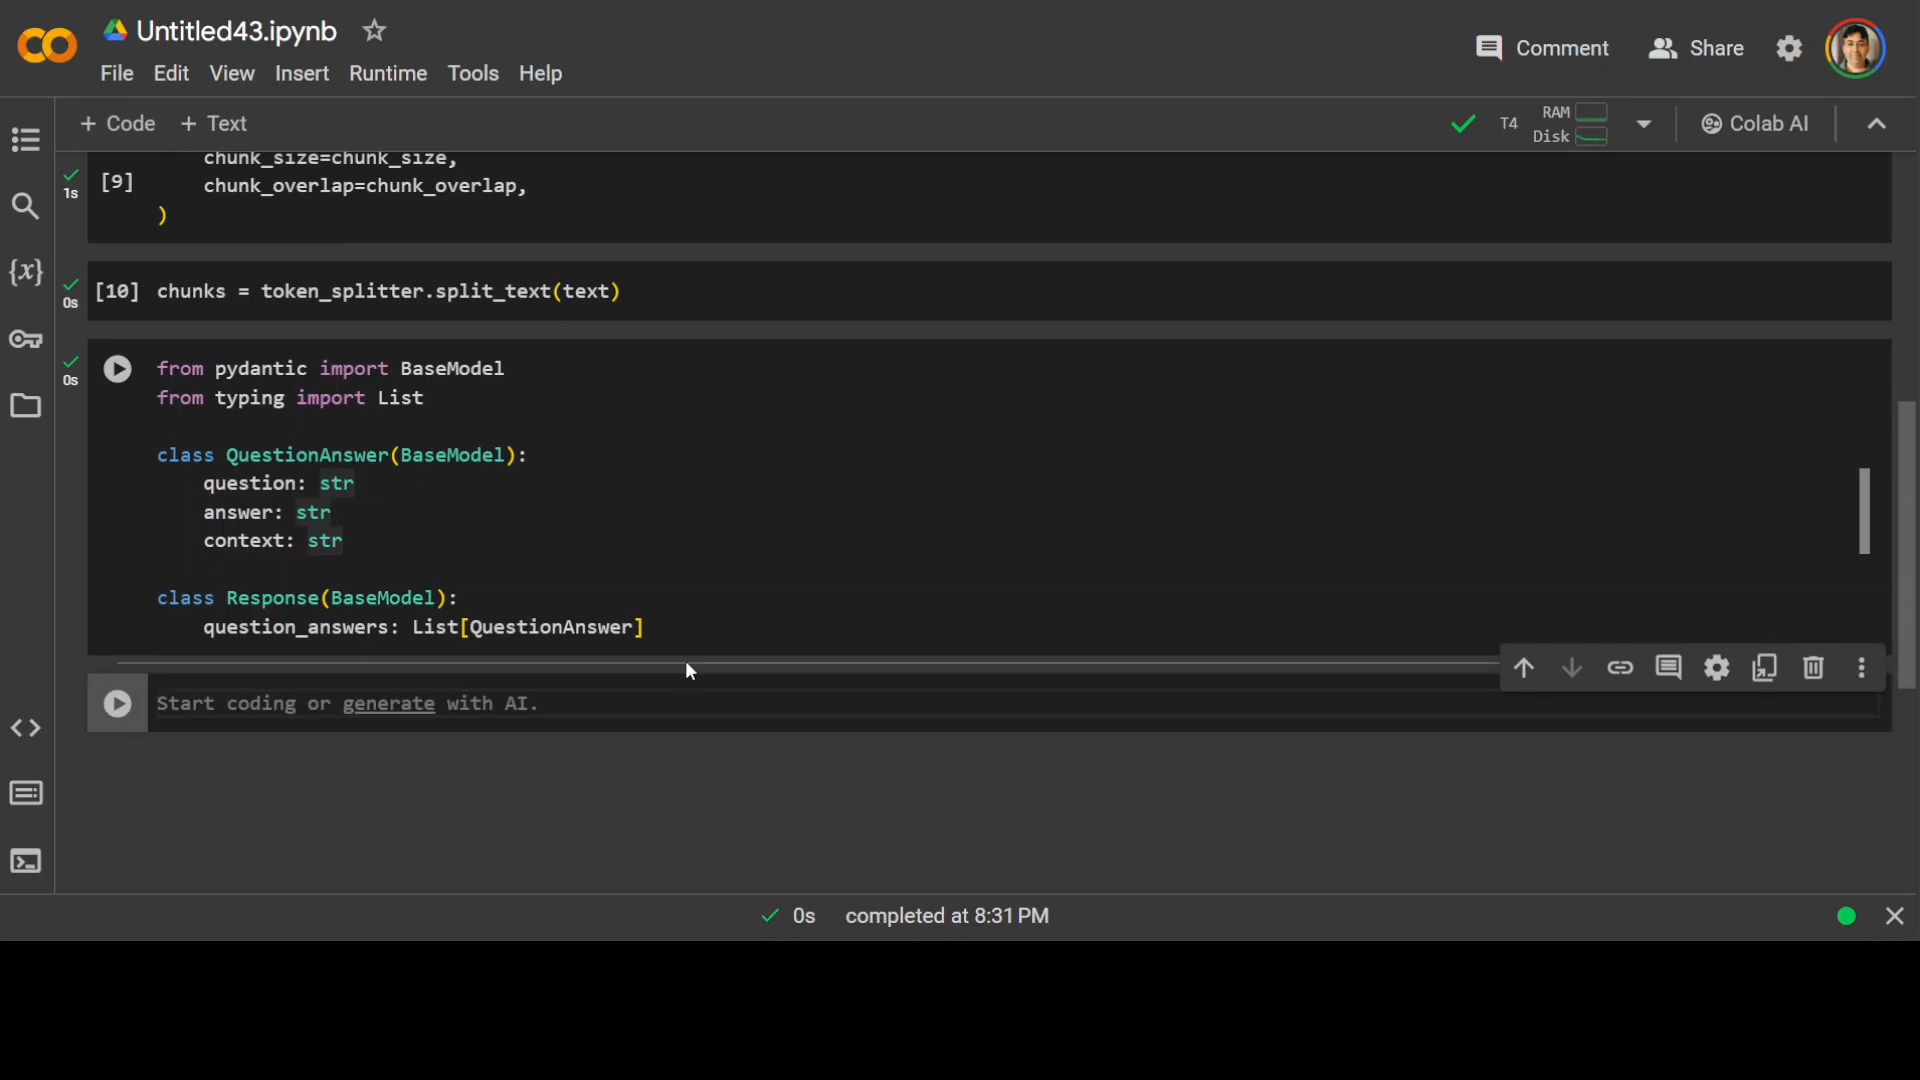 Untitled43.ipynb
File Edit View Insert Runtime Tools Help
Comment Share
+ Code + Text
T4 RAM Disk Colab AI
chunk_size=chunk_size,
1s [9] chunk_overlap=chunk_overlap,
)
0s [10] chunks = token_splitter.split_text(text)
0s from pydantic import BaseModel
from typing import List
class QuestionAnswer(BaseModel):
question: str
answer: str
context: str
class Response(BaseModel):
question_answers: List[QuestionAnswer]
Start coding or generate with AI.
0s completed at 8:31 PM